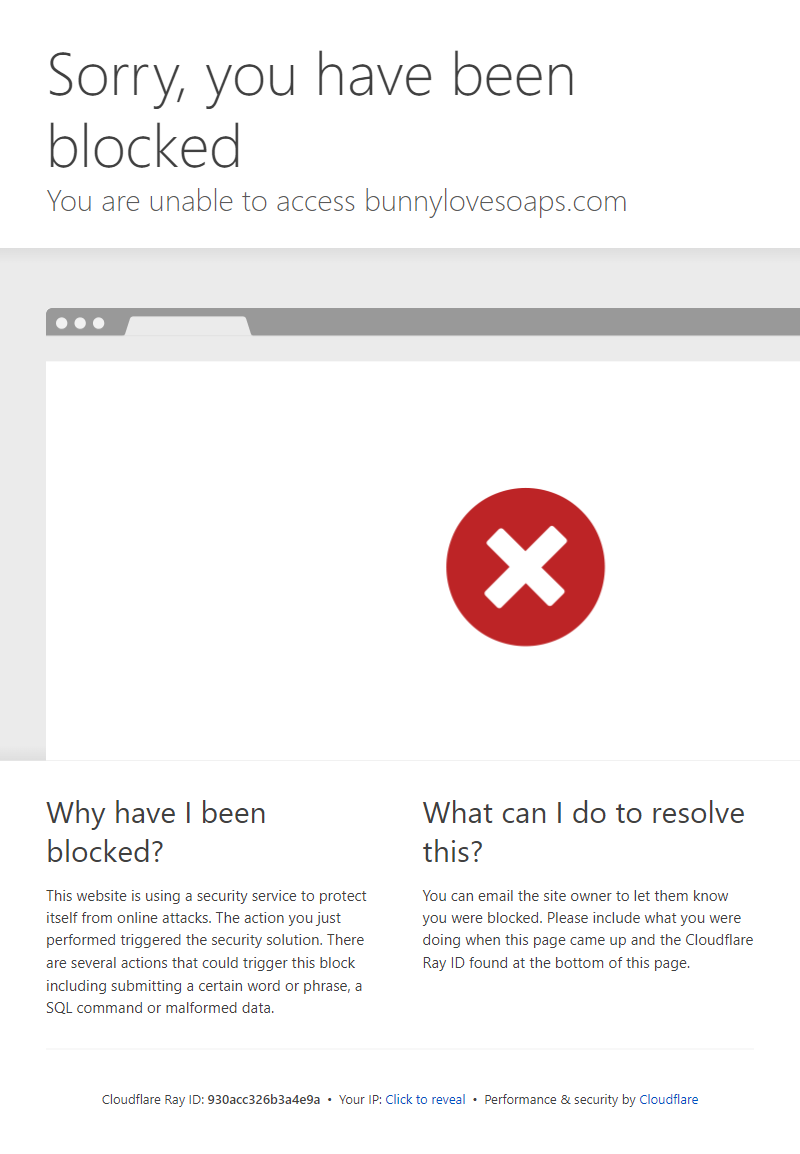 Sorry, you have been
blocked
You are unable to access bunnylovesoaps.com
Why have I been
blocked?
This website is using a security service to protect
itself from online attacks. The action you just
performed triggered the security solution. There
are several actions that could trigger this block
including submitting a certain word or phrase, a
SQL command or malformed data.
What can I do to resolve
this?
You can email the site owner to let them know
you were blocked. Please include what you were
doing when this page came up and the Cloudflare
Ray ID found at the bottom of this page.
Cloudflare Ray ID: 930acc326b3a4e9a • Your IP: Click to reveal • Performance & security by Cloudflare